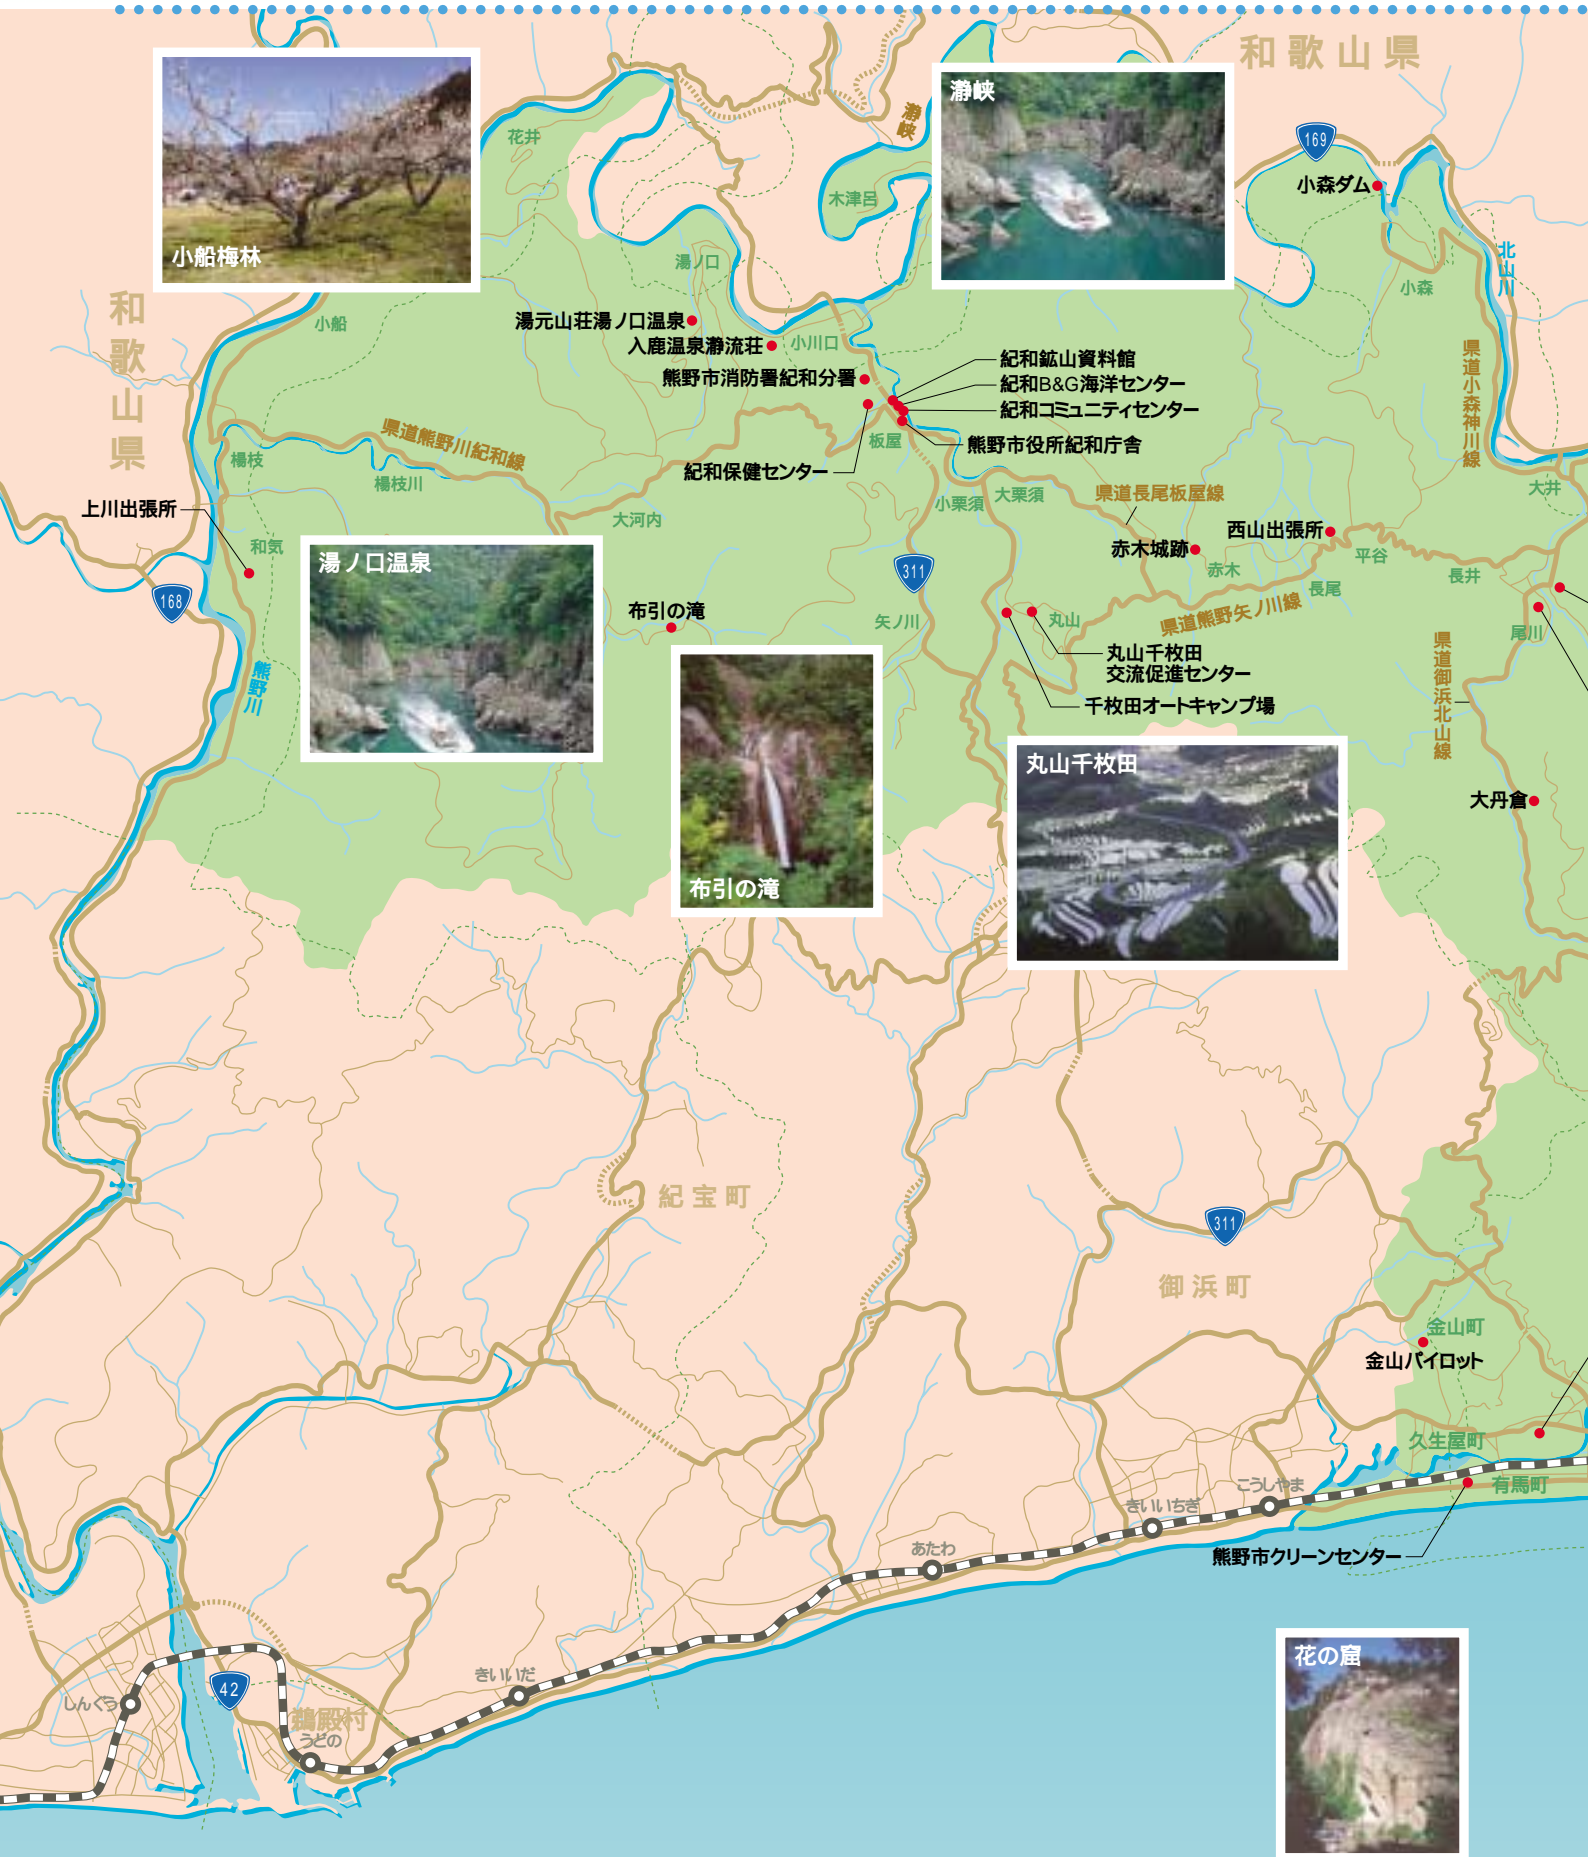 和歌山県
瀞峡
瀞峡
169
小森ダム
花井
木津呂
小船梅林
湯ノ口
北山川
小森
和歌山県
小船
湯元山荘湯ノ口温泉
入鹿温泉瀞流荘
小川口
熊野市消防署紀和分署
紀和鉱山資料館
紀和B&G海洋センター
紀和コミュニティセンター
熊野市役所紀和庁舎
板屋
紀和保健センター
県道小森神川線
県道熊野川紀和線
楊枝
楊枝川
大井
上川出張所
大河内
小栗須
大栗須
県道長尾板屋線
西山出張所
赤木城跡
赤木
平谷
長井
長尾
和気
湯ノ口温泉
311
168
布引の滝
矢ノ川
丸山
県道熊野矢ノ川線
尾川
丸山千枚田
交流促進センター
千枚田オートキャンプ場
県道御浜北山線
熊野川
丸山千枚田
大丹倉
布引の滝
紀宝町
311
御浜町
金山町
金山パイロット
久生屋町
有馬町
こうしやま
きいいちぎ
あたわ
熊野市クリーンセンター
花の窟
きいいだ
しんぐう
42
鵜殿村
うどの